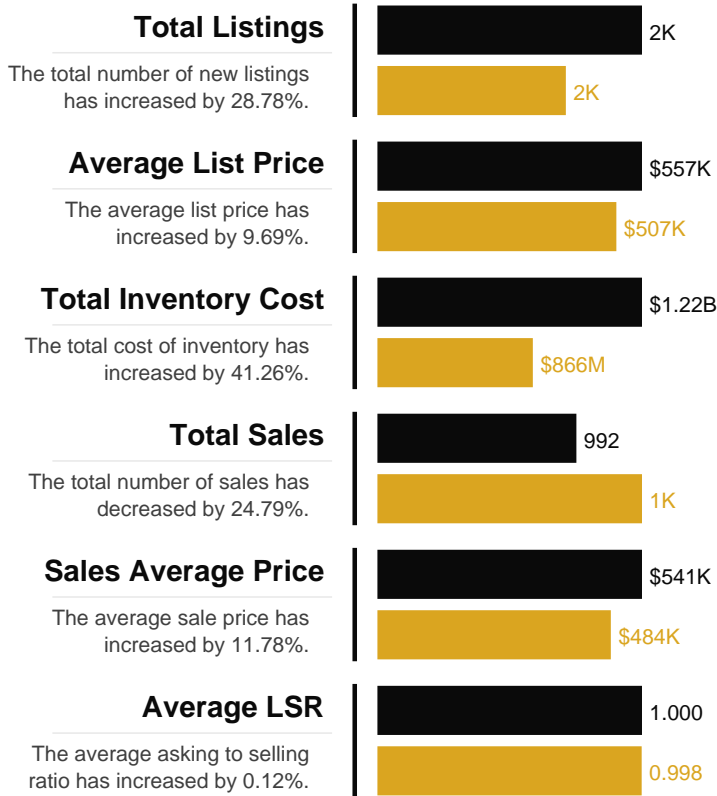 Total Listings
The total number of new listings
has increased by 28.78%.
2K
2K
Average List Price
The average list price has
increased by 9.69%.
$557K
$507K
Total Inventory Cost
The total cost of inventory has
increased by 41.26%.
$1.22B
$866M
Total Sales
The total number of sales has
decreased by 24.79%.
992
1K
Sales Average Price
The average sale price has
increased by 11.78%.
$541K
$484K
Average LSR
The average asking to selling
ratio has increased by 0.12%.
1.000
0.998